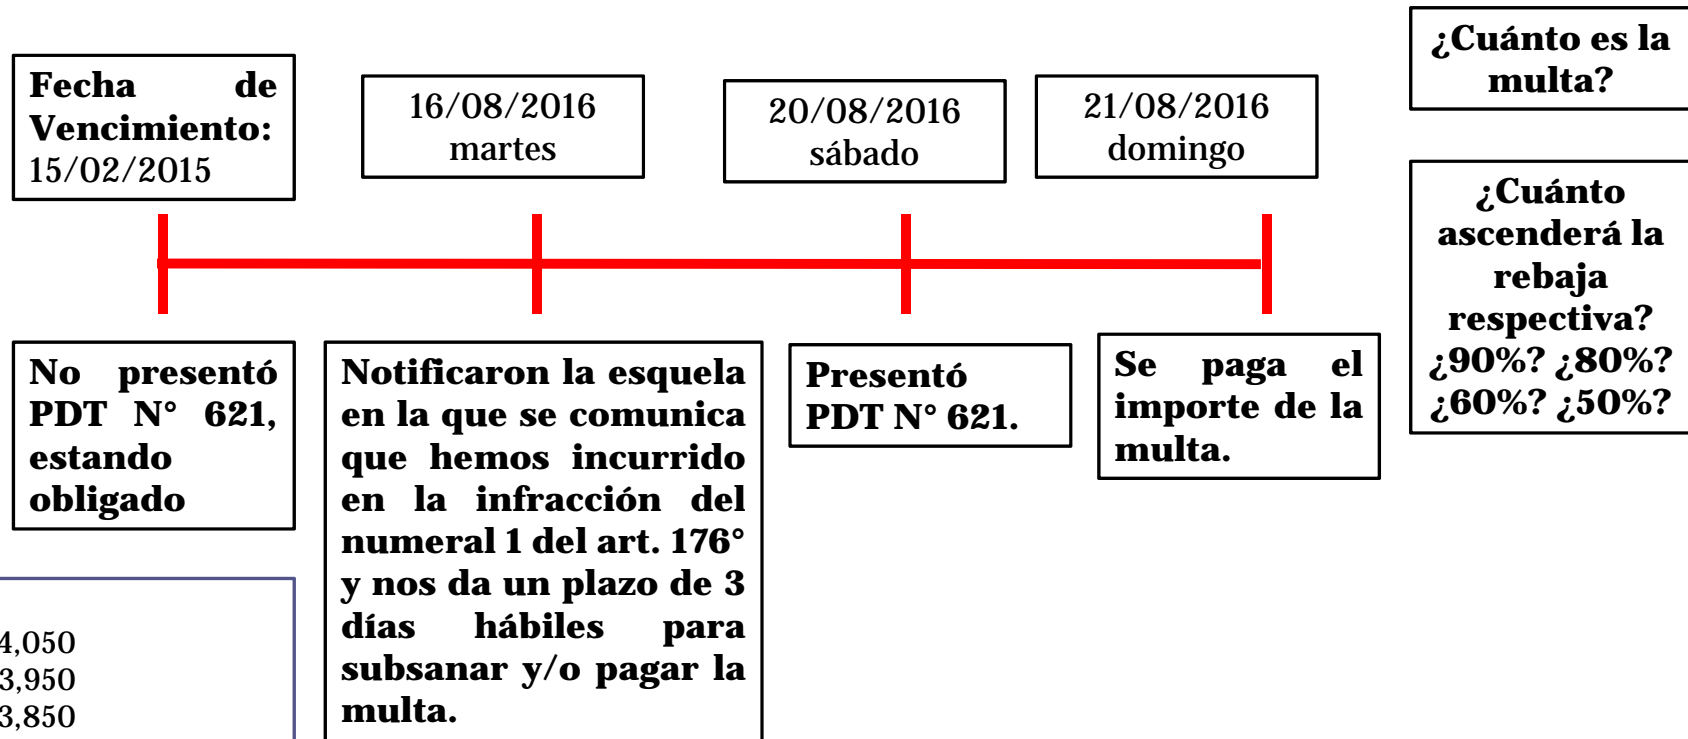 Fecha de
Vencimiento:
15/02/2015
16/08/2016
martes
20/08/2016
sábado
21/08/2016
domingo
¿Cuánto es la
multa?
¿Cuánto
ascenderá la
rebaja
respectiva?
¿90%? ¿80%?
¿60%? ¿50%?
No presentó
PDT N° 621,
estando
obligado
Notificaron la esquela
en la que se comunica
que hemos incurrido
en la infracción del
numeral 1 del art. 176°
y nos da un plazo de 3
días hábiles para
subsanar y/o pagar la
multa.
Presentó
PDT N° 621.
Se paga el
importe de la
multa.
4,050
3,950
3,850